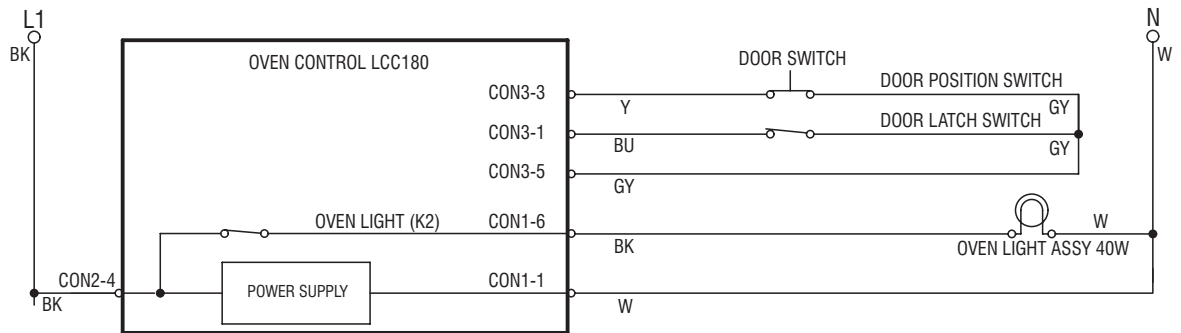 L1
N
BK
W
OVEN CONTROL LCC180
DOOR SWITCH
CON3-3
Y
DOOR POSITION SWITCH
GY
CON3-1
BU
DOOR LATCH SWITCH
GY
CON3-5
GY
OVEN LIGHT (K2)
CON1-6
BK
W
OVEN LIGHT ASSY 40W
CON2-4
BK
POWER SUPPLY
CON1-1
W